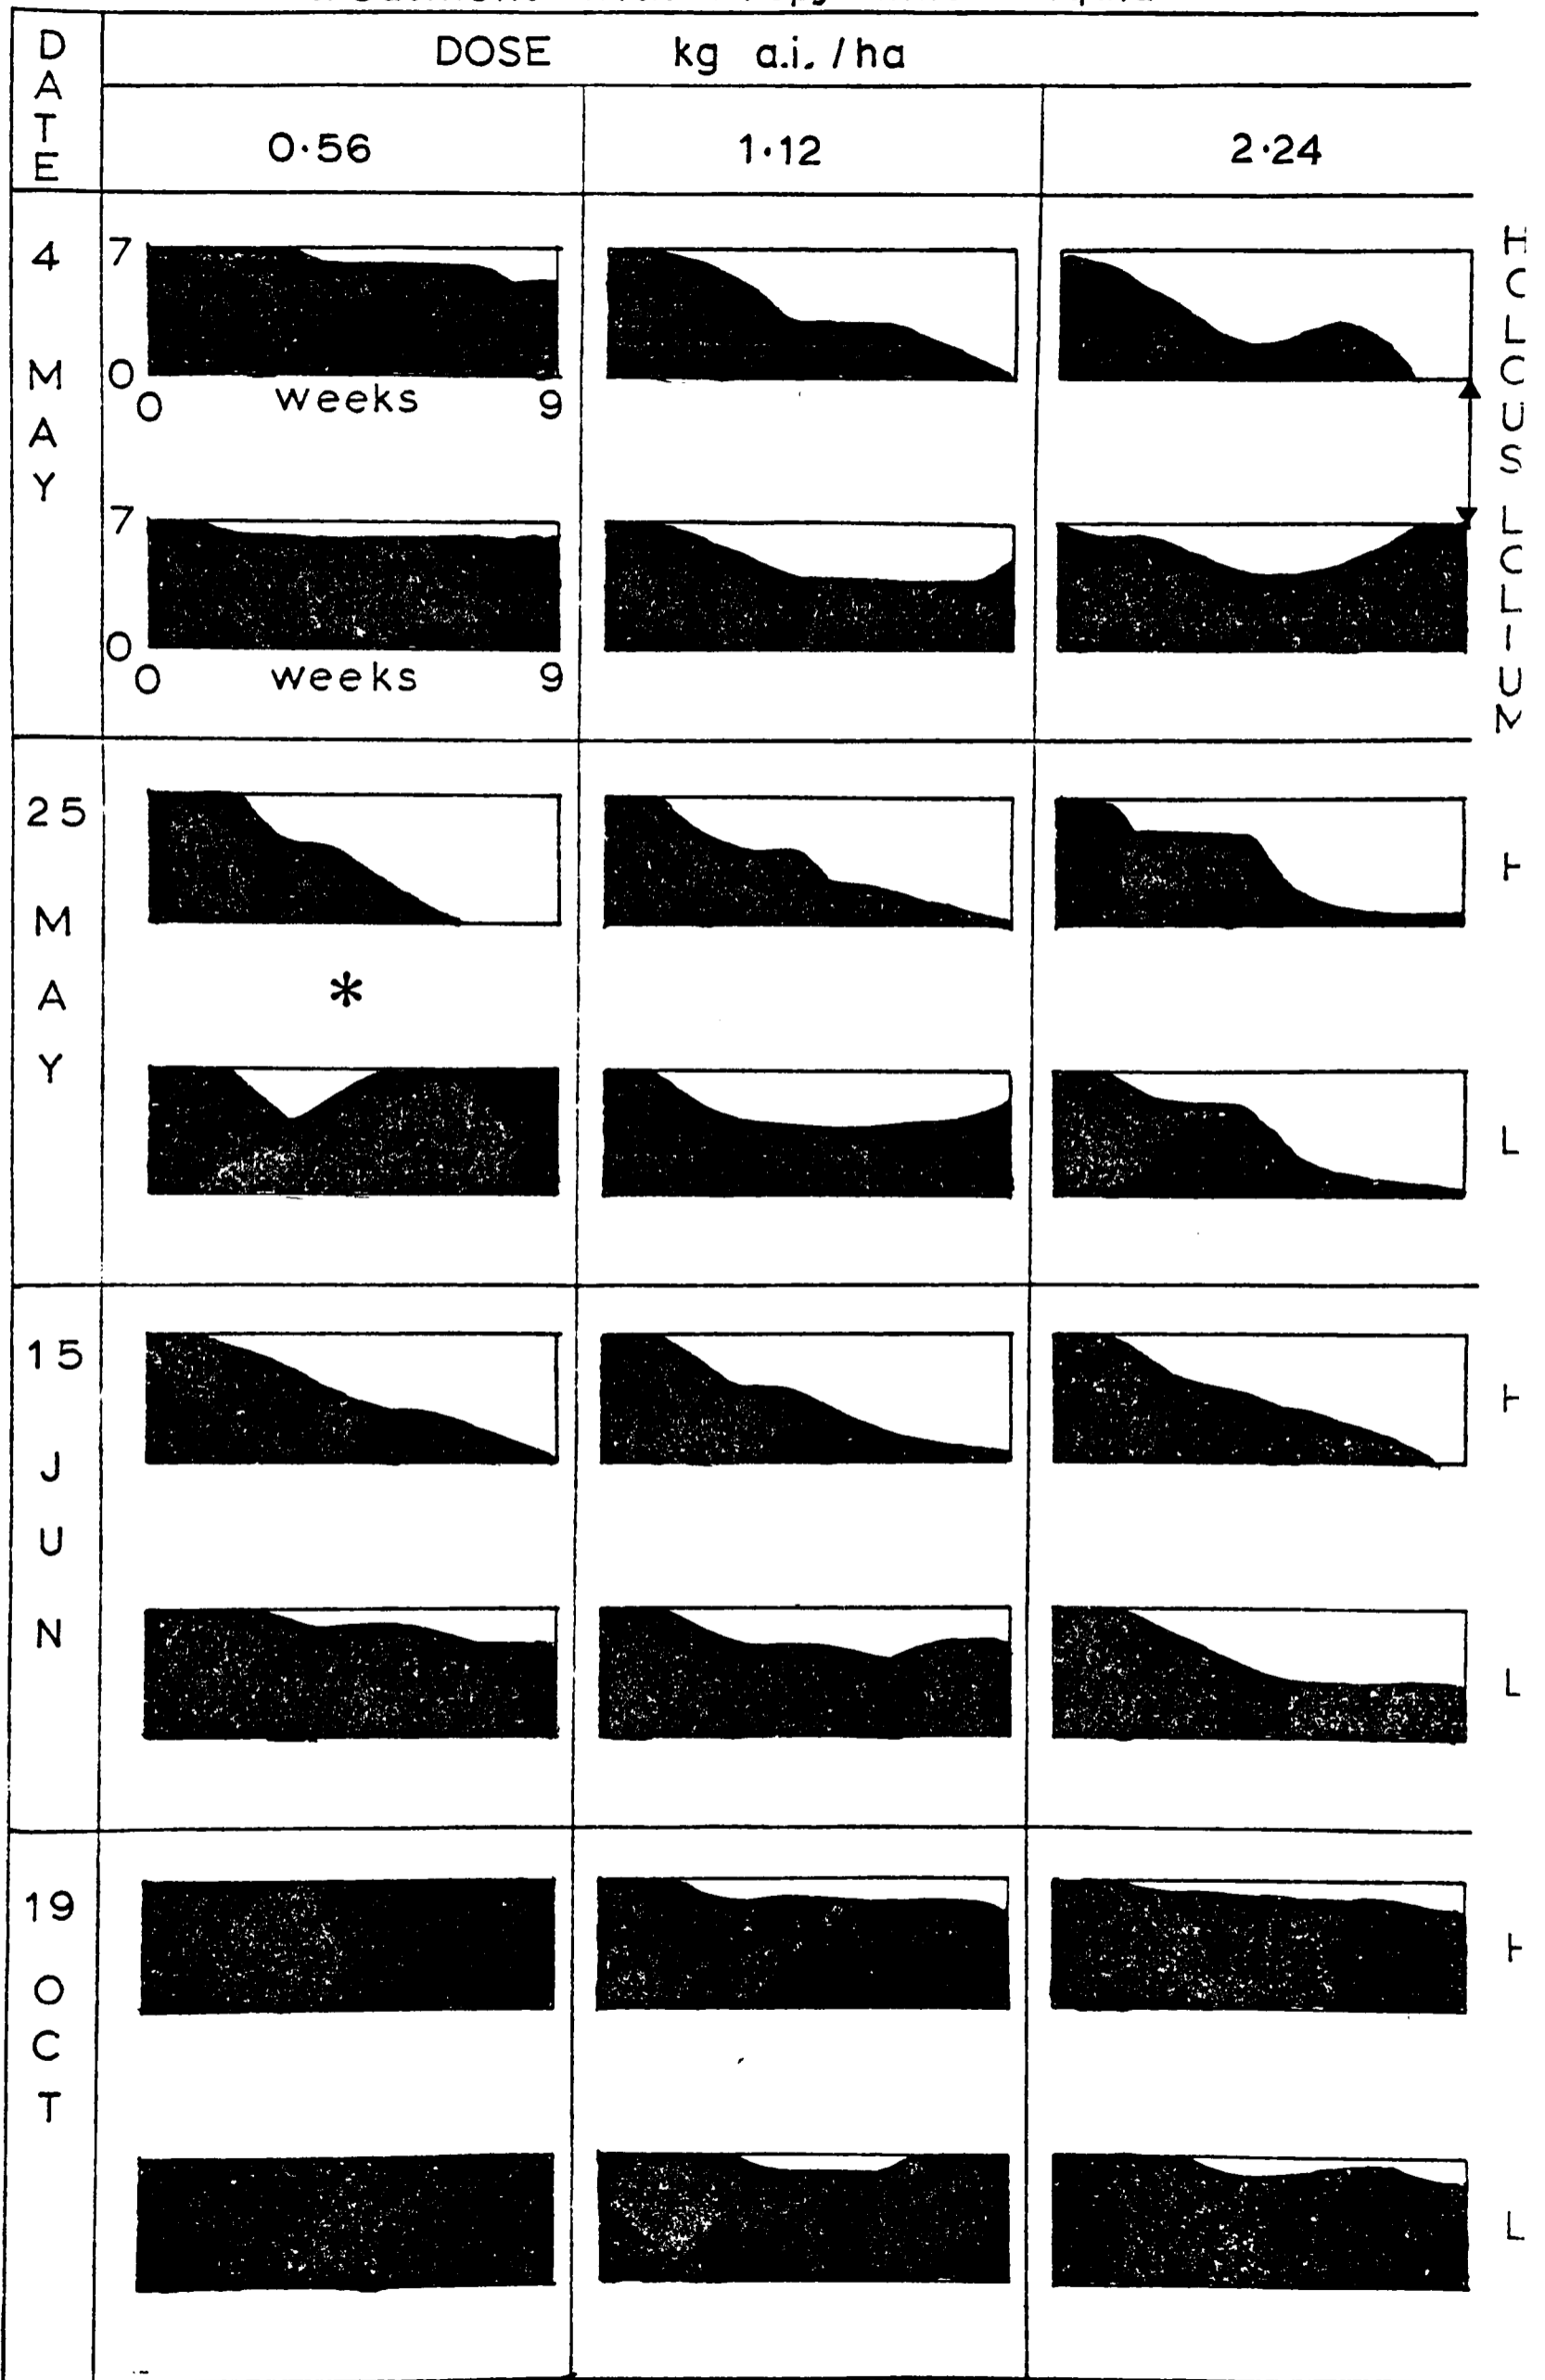 DATE
DOSE kg a.i./ha
0·56 1·12 2·24
4 MAY
7
0
0 weeks 9
7
0
0 weeks 9
HOLCUS LOLIUM
25 MAY
H
*
L
15 JUN
H
L
19 OCT
H
L